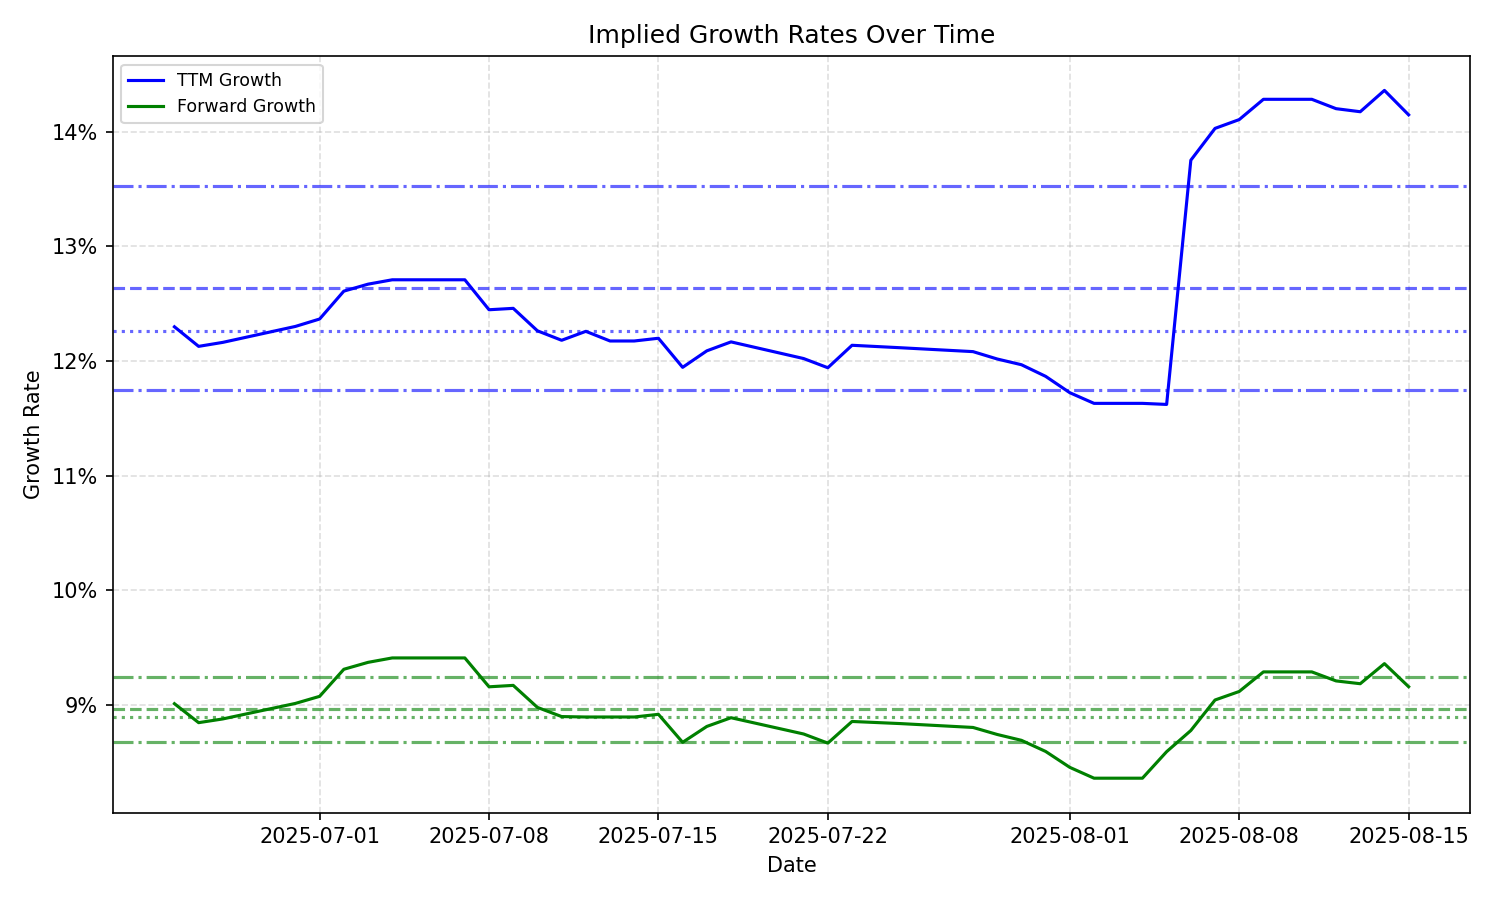 Implied Growth Rates Over Time
TTM Growth
Forward Growth
14%
13%
12%
11%
10%
9%
Growth Rate
2025-07-01
2025-07-08
2025-07-15
2025-07-22
2025-08-01
2025-08-08
2025-08-15
Date